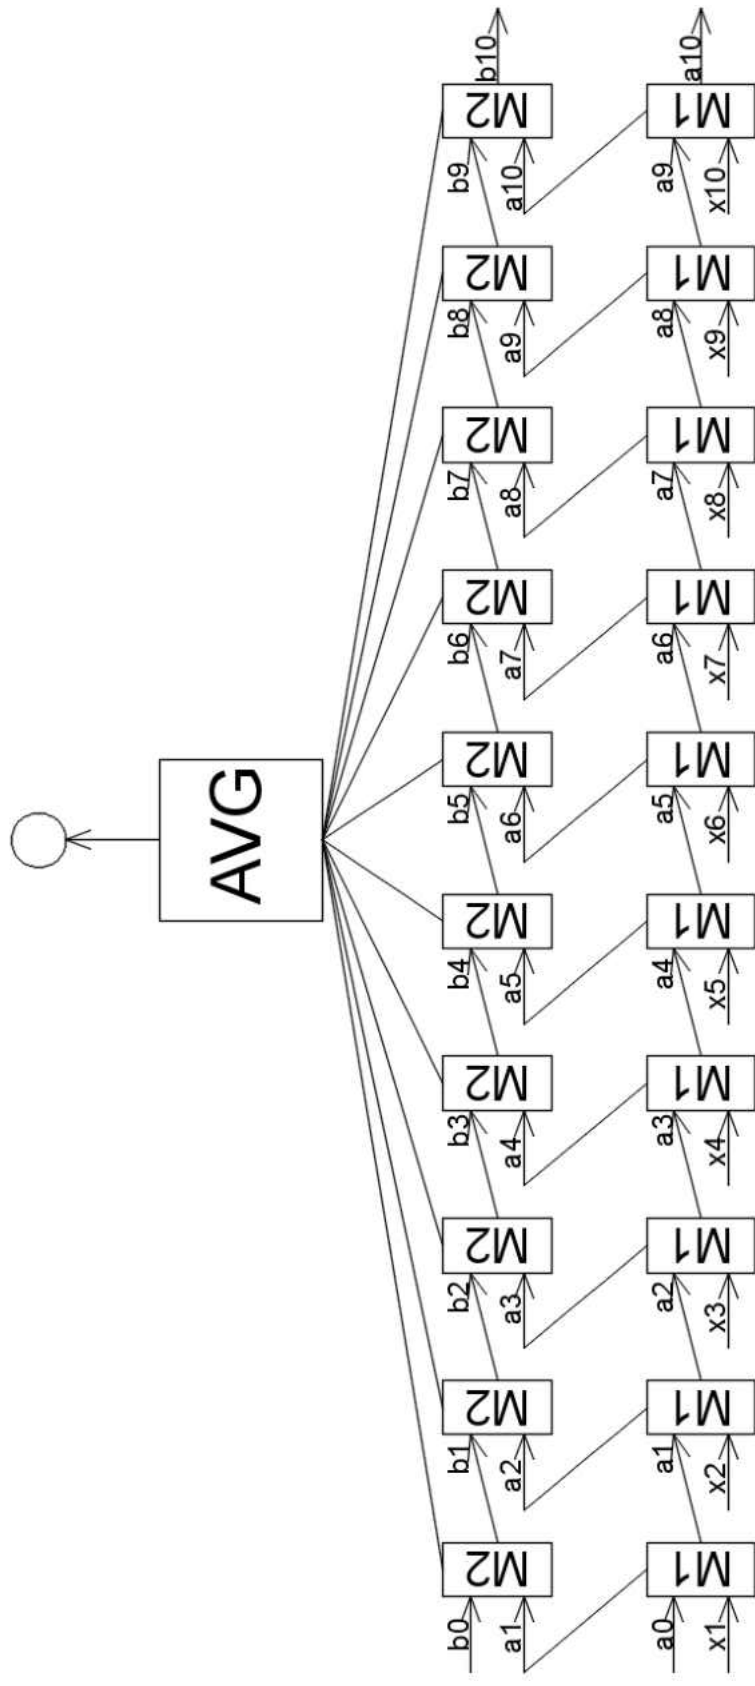 AVG
b0 b1 b2 b3 b4 b5 b6 b7 b8 b9
M2 M2 M2 M2 M2 M2 M2 M2 M2 M2 b10
a1 a2 a3 a4 a5 a6 a7 a8 a9 a10
a0 a1 a2 a3 a4 a5 a6 a7 a8 a9
M1 M1 M1 M1 M1 M1 M1 M1 M1 M1 a10
x1 x2 x3 x4 x5 x6 x7 x8 x9 x10